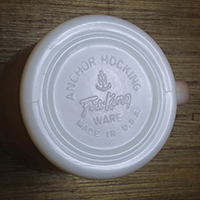 ANCHOR HOCKING
Fire-King
WARE
MADE IN U.S.A.